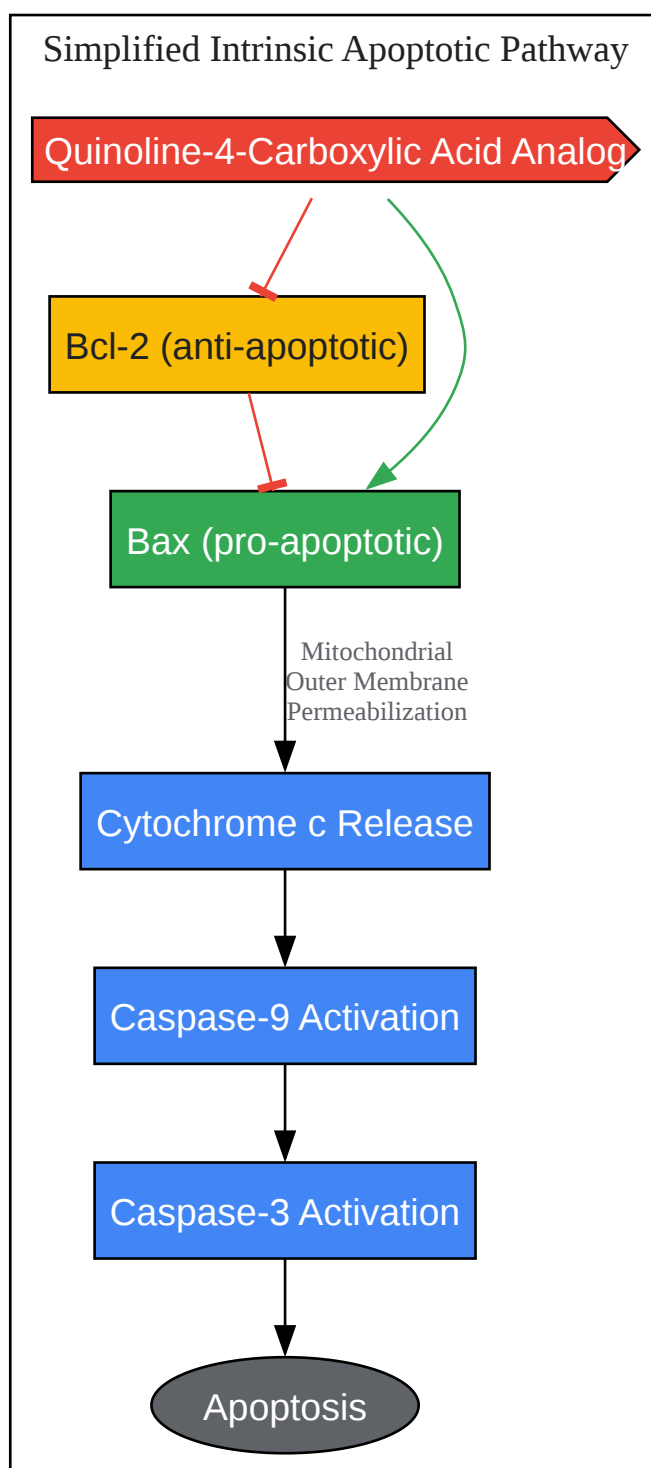 Simplified Intrinsic Apoptotic Pathway
Quinoline-4-Carboxylic Acid Analog
Bcl-2 (anti-apoptotic)
Bax (pro-apoptotic)
Mitochondrial
Outer Membrane
Permeabilization
Cytochrome c Release
Caspase-9 Activation
Caspase-3 Activation
Apoptosis